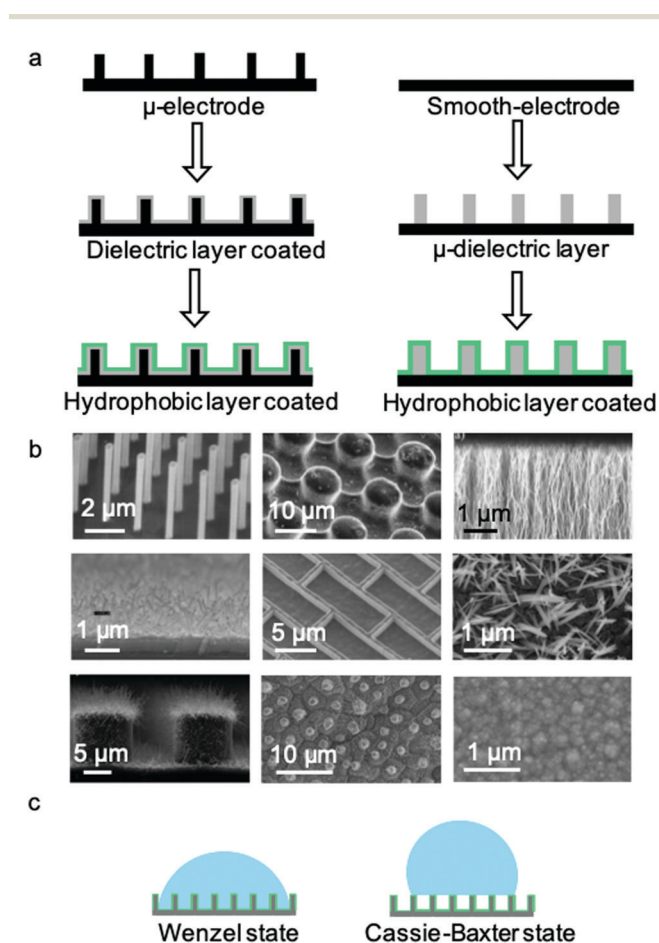 a
μ-electrode
Smooth-electrode
Dielectric layer coated
μ-dielectric layer
Hydrophobic layer coated
Hydrophobic layer coated
b
2 μm
10 μm
1 μm
1 μm
5 μm
1 μm
5 μm
10 μm
1 μm
c
Wenzel state
Cassie-Baxter state